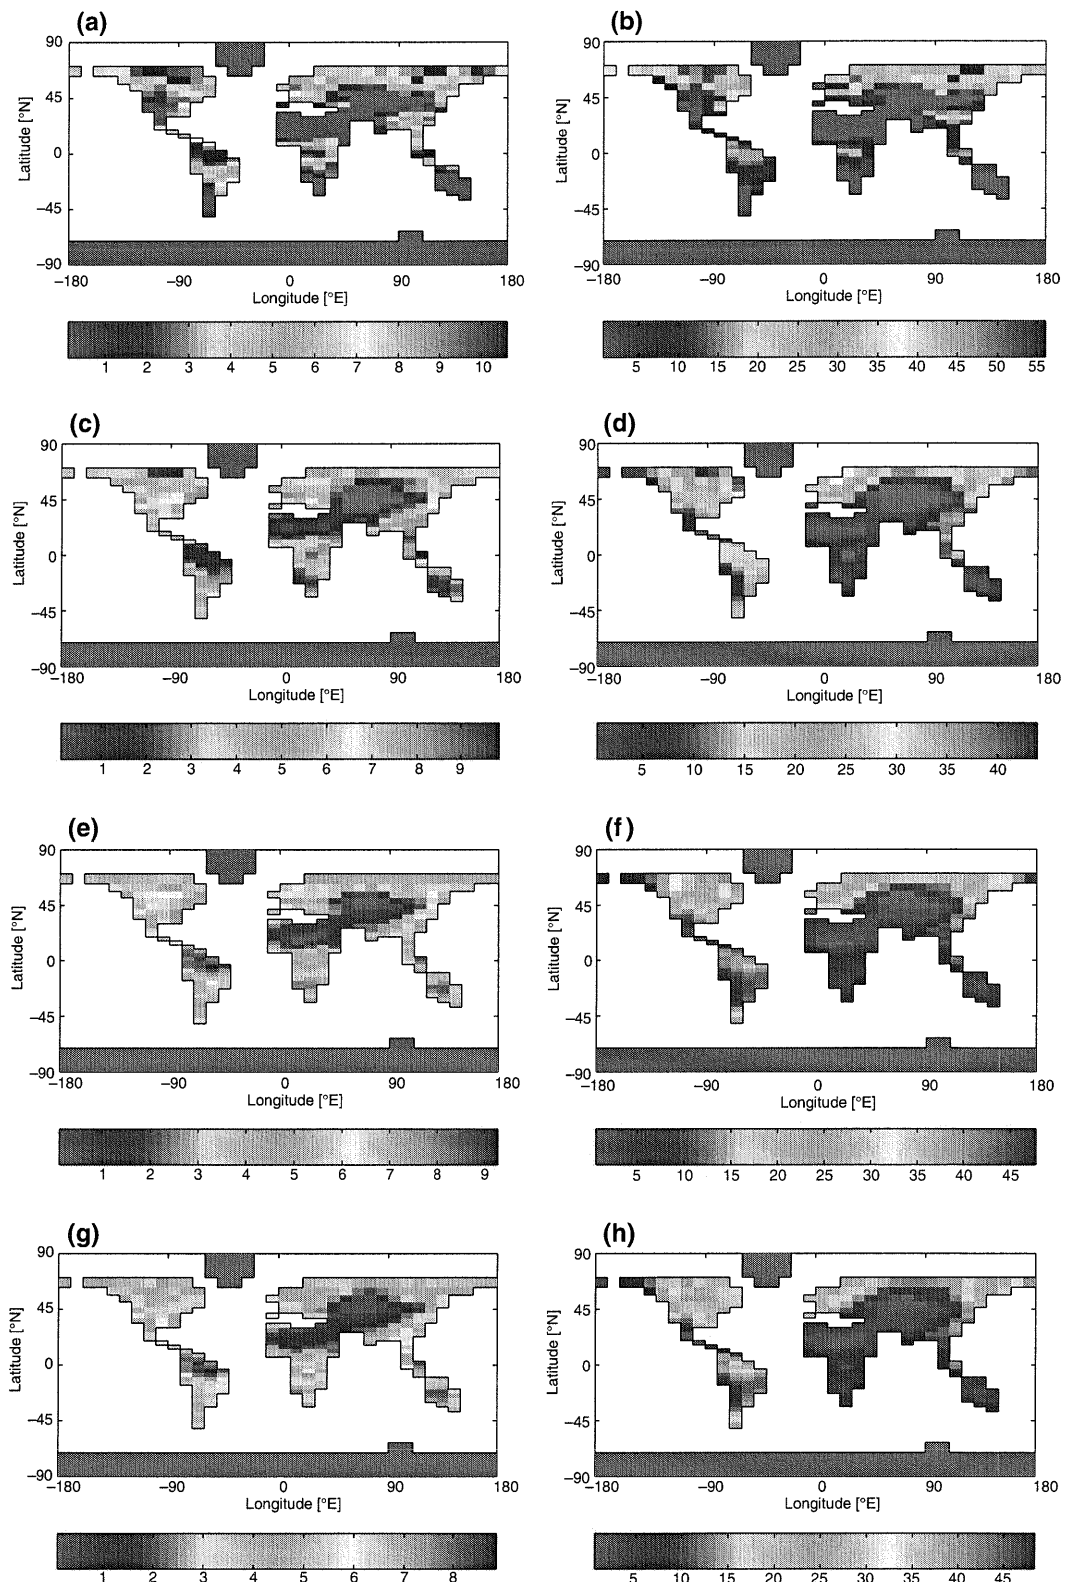 (a)
(b)
90
45
0
−45
−90
Latitude [°N]
−180
−90
0
90
180
Longitude [°E]
1 2 3 4 5 6 7 8 9 10
90
45
0
−45
−90
Latitude [°N]
−180
−90
0
90
180
Longitude [°E]
5 10 15 20 25 30 35 40 45 50 55
(c)
(d)
90
45
0
−45
−90
Latitude [°N]
−180
−90
0
90
180
Longitude [°E]
1 2 3 4 5 6 7 8 9
90
45
0
−45
−90
Latitude [°N]
−180
−90
0
90
180
Longitude [°E]
5 10 15 20 25 30 35 40
(e)
(f)
90
45
0
−45
−90
Latitude [°N]
−180
−90
0
90
180
Longitude [°E]
1 2 3 4 5 6 7 8 9
90
45
0
−45
−90
Latitude [°N]
−180
−90
0
90
180
Longitude [°E]
5 10 15 20 25 30 35 40 45
(g)
(h)
90
45
0
−45
−90
Latitude [°N]
−180
−90
0
90
180
Longitude [°E]
1 2 3 4 5 6 7 8
90
45
0
−45
−90
Latitude [°N]
−180
−90
0
90
180
Longitude [°E]
5 10 15 20 25 30 35 40 45